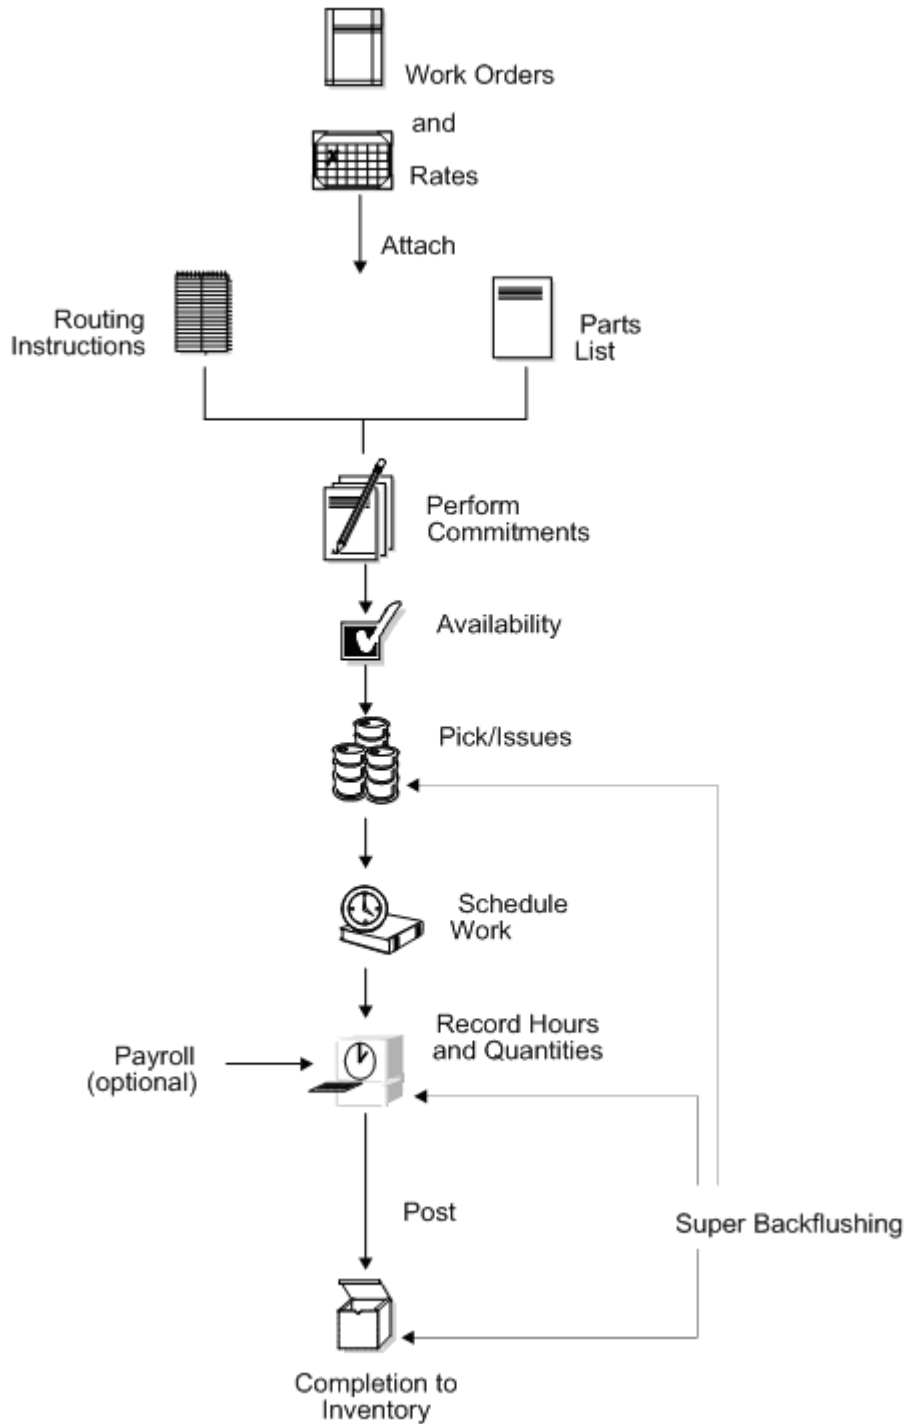 Work Orders
and
Rates
Attach
Routing
Instructions
Parts
List
Perform
Commitments
Availability
Pick/Issues
Schedule
Work
Record Hours
and Quantities
Payroll
(optional)
Post
Super Backflushing
Completion to
Inventory